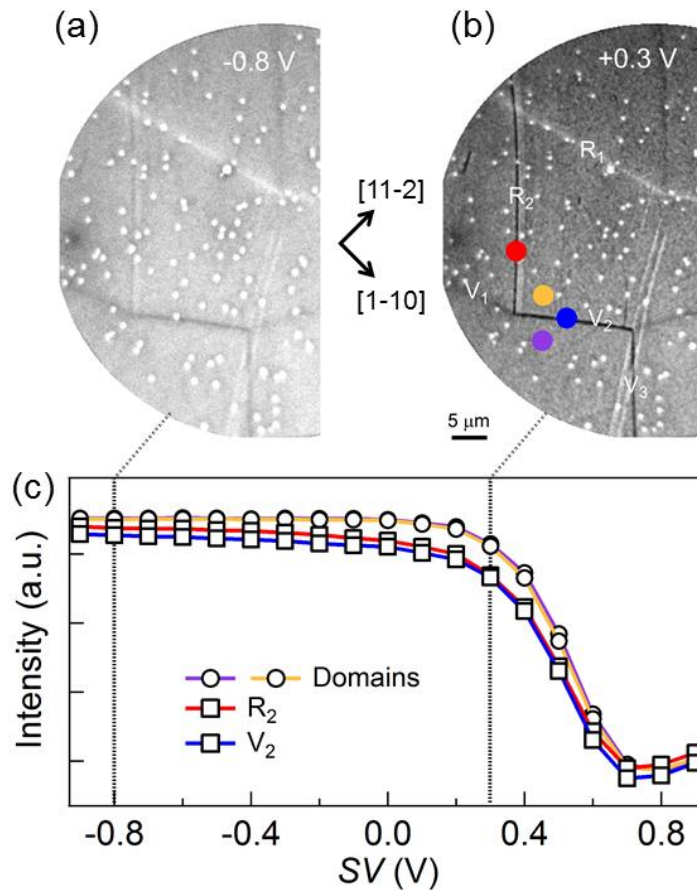 (a)
-0.8 V
(b)
+0.3 V
[11-2]
[1-10]
R₁
R₂
V₁
V₂
V₃
5 μm
(c)
Intensity (a.u.)
Domains
R₂
V₂
-0.8
-0.4
0.0
0.4
0.8
SV (V)